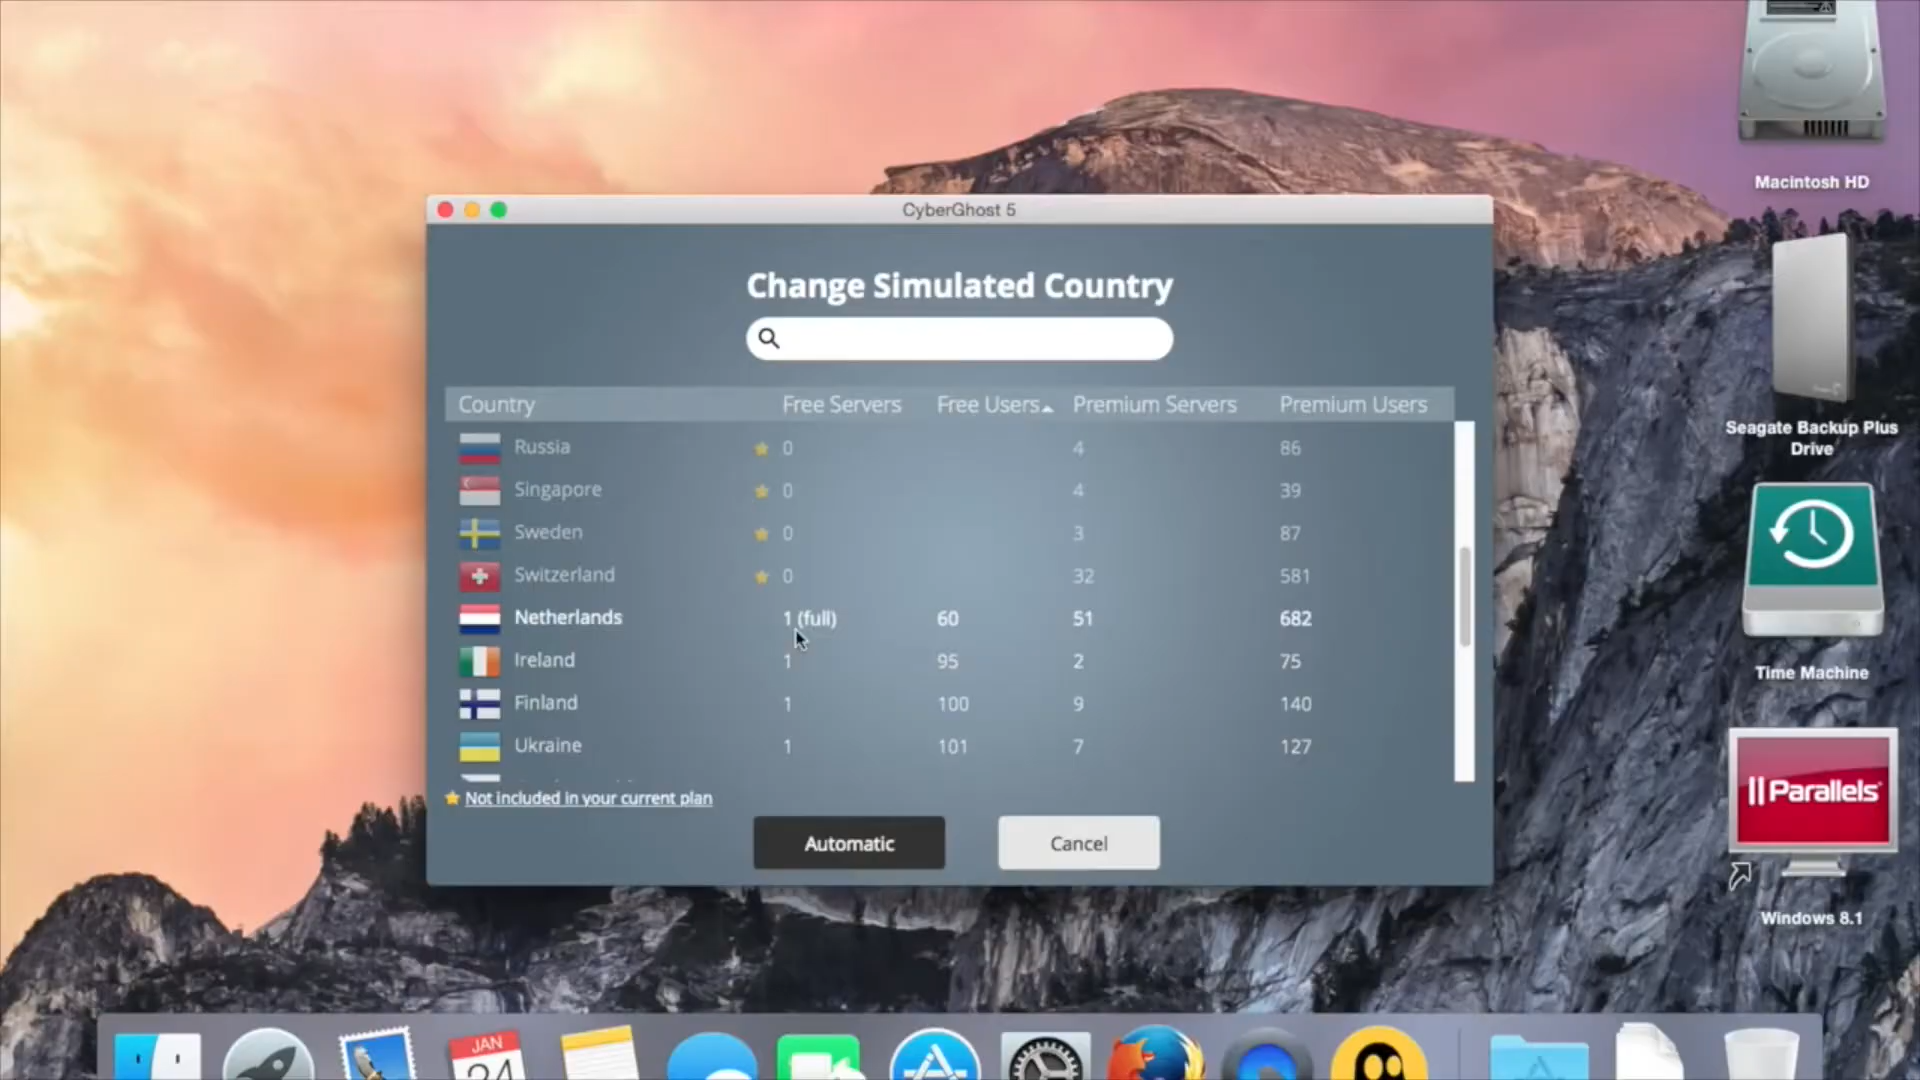 Macintosh HD
CyberGhost 5
Change Simulated Country
Country Free Servers Free Users Premium Servers Premium Users
Russia 0 4 86
Singapore 0 4 39
Sweden 0 3 87
Switzerland 0 32 581
Netherlands 1 (full) 60 51 682
Ireland 1 95 2 75
Finland 1 100 9 140
Ukraine 1 101 7 127
Not included in your current plan
Automatic Cancel
Seagate Backup Plus
Drive
Time Machine
Parallels
Windows 8.1
JAN
24